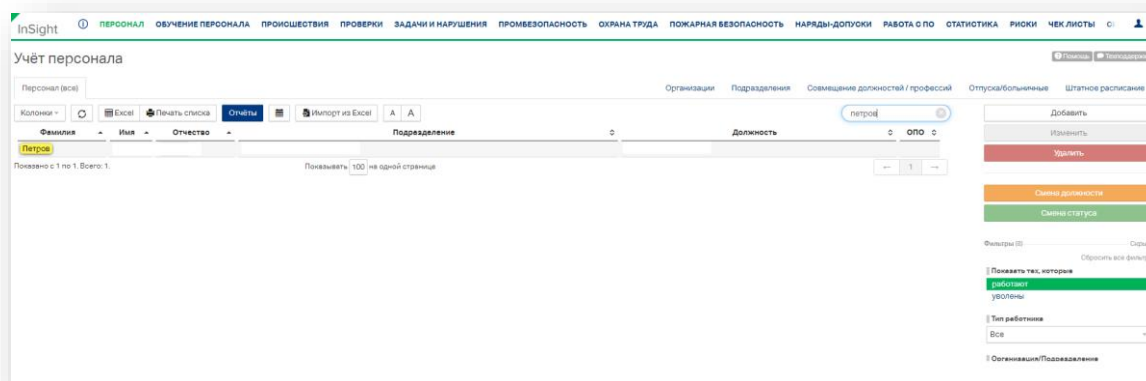 InSight ПЕРСОНАЛ ОБУЧЕНИЕ ПЕРСОНАЛА ПРОИСШЕСТВИЯ ПРОВЕРКИ ЗАДАЧИ И НАРУШЕНИЯ ПРОМБЕЗОПАСНОСТЬ ОХРАНА ТРУДА ПОЖАРНАЯ БЕЗОПАСНОСТЬ НАРЯДЫ-ДОПУСКИ РАБОТА С ПО СТАТИСТИКА РИСКИ ЧЕК ЛИСТЫ
Учёт персонала Помощь Техподдержка
Персонал (все) Организации Подразделения Совмещение должностей / профессий Отпуска/больничные Штатное расписание
Колонки Excel Печать списка Отчёты Импорт из Excel A A петров Добавить
Фамилия Имя Отчество Подразделение Должность ОПО Изменить
Петров Удалить
Показано с 1 по 1. Всего: 1. Показывать 100 на одной странице ← 1 →
Смена должности
Смена статуса
Фильтры (0) Скры
Сбросить все фильт
Показать тех, которые
работают
уволены
Тип работника
Все
Организация/Подразделение